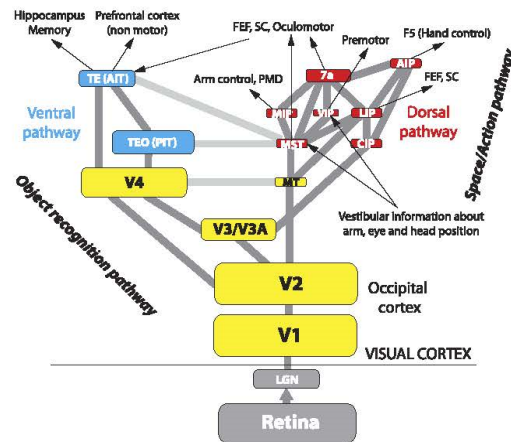 Hippocampus
Memory
Prefrontal cortex
(non motor)
FEF, SC, Oculomotor
Premotor
F5 (Hand control)
TE (AIT)
7a
AIP
Arm control, PMD
FEF, SC
MIP
VIP
LIP
Ventral
pathway
Dorsal
pathway
Space/Action pathway
TEO (PIT)
MST
CIP
V4
MT
V3/V3A
Vestibular information about
arm, eye and head position
Object recognition pathway
V2
Occipital
cortex
V1
VISUAL CORTEX
LGN
Retina